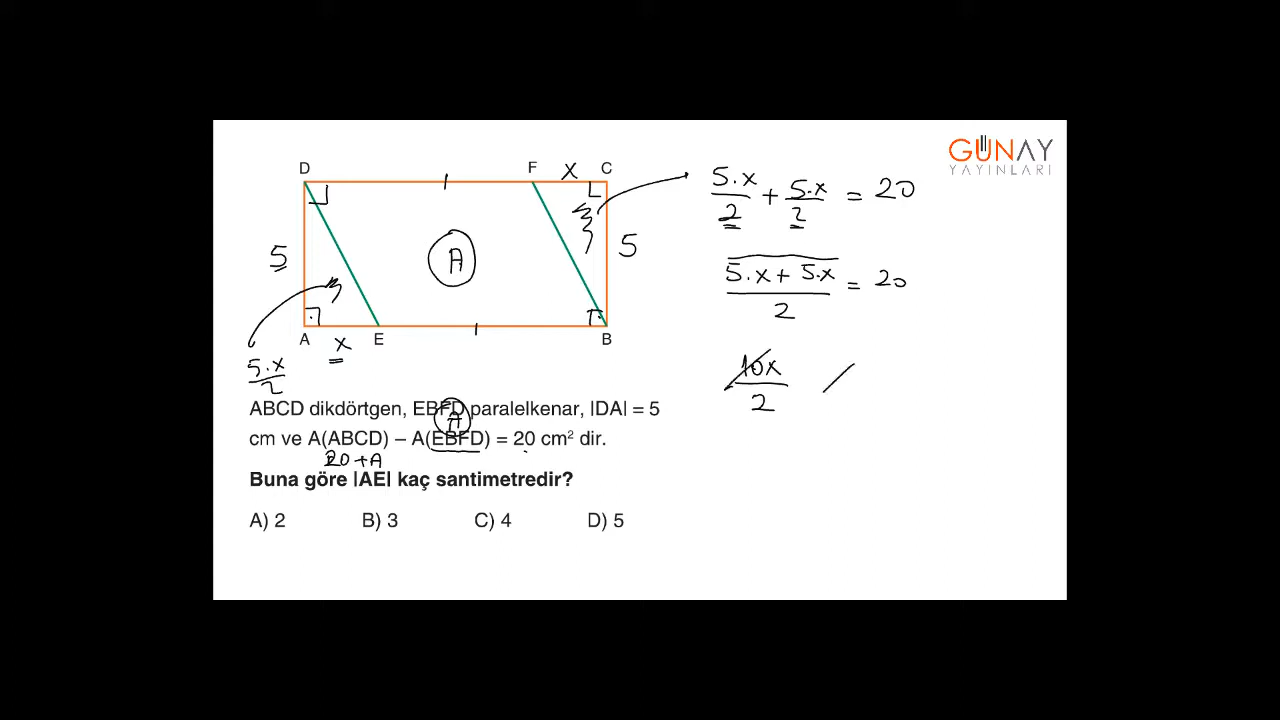 GÜNAY
YAYINLARI
D F x C
5.x/2 + 5.x/2 = 20
5 A 5
5.x + 5.x/2 = 20
A x E B
5.x/2
10x/2
ABCD dikdörtgen, EBFD paralelkenar, |DA| = 5
A
cm ve A(ABCD) – A(EBFD) = 20 cm² dir.
20 + A
Buna göre |AE| kaç santimetredir?
A) 2 B) 3 C) 4 D) 5